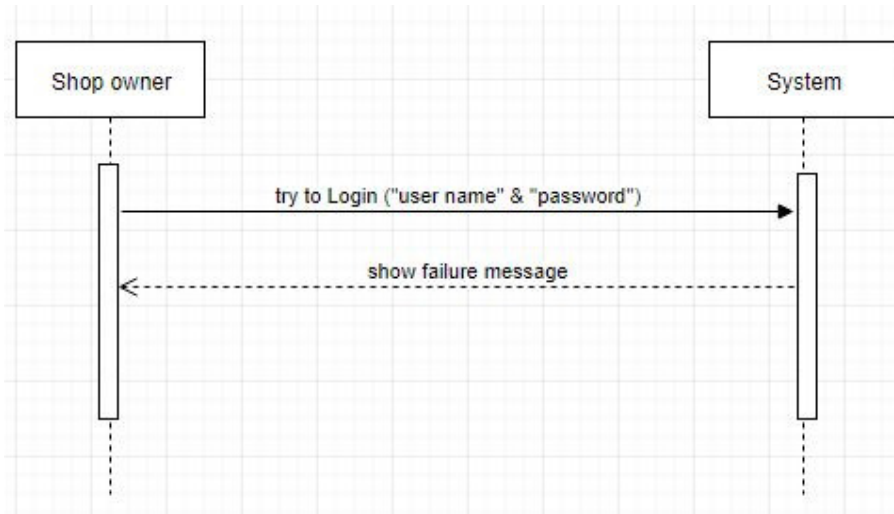 Shop owner
System
try to Login ("user name" & "password")
show failure message